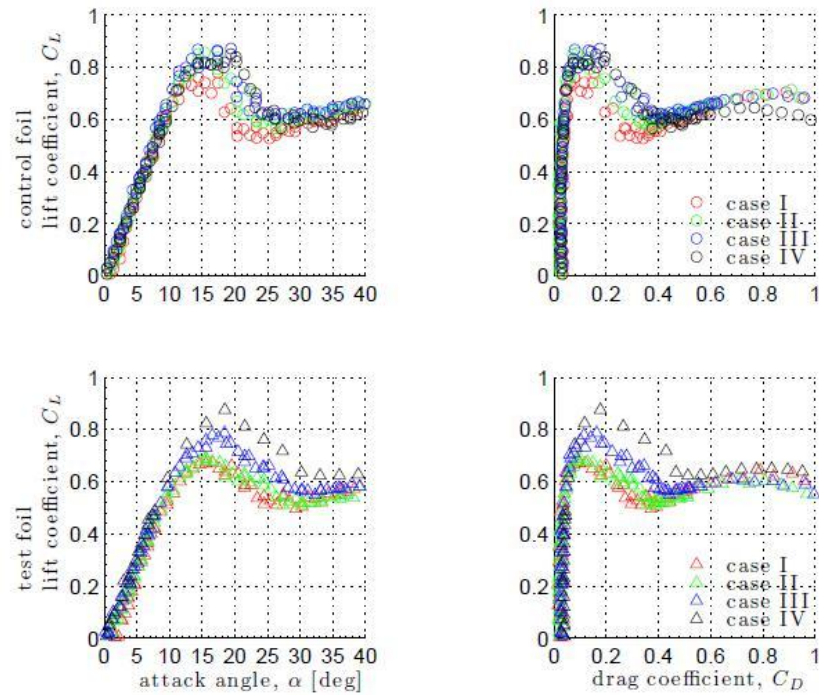 1
0.8
0.6
0.4
0.2
0
0 5 10 15 20 25 30 35 40
control foil
lift coefficient, C_L
1
0.8
0.6
0.4
0.2
0
0 0.2 0.4 0.6 0.8 1
case I
case II
case III
case IV
1
0.8
0.6
0.4
0.2
0
0 5 10 15 20 25 30 35 40
test foil
lift coefficient, C_L
attack angle, α [deg]
1
0.8
0.6
0.4
0.2
0
0 0.2 0.4 0.6 0.8 1
case I
case II
case III
case IV
drag coefficient, C_D